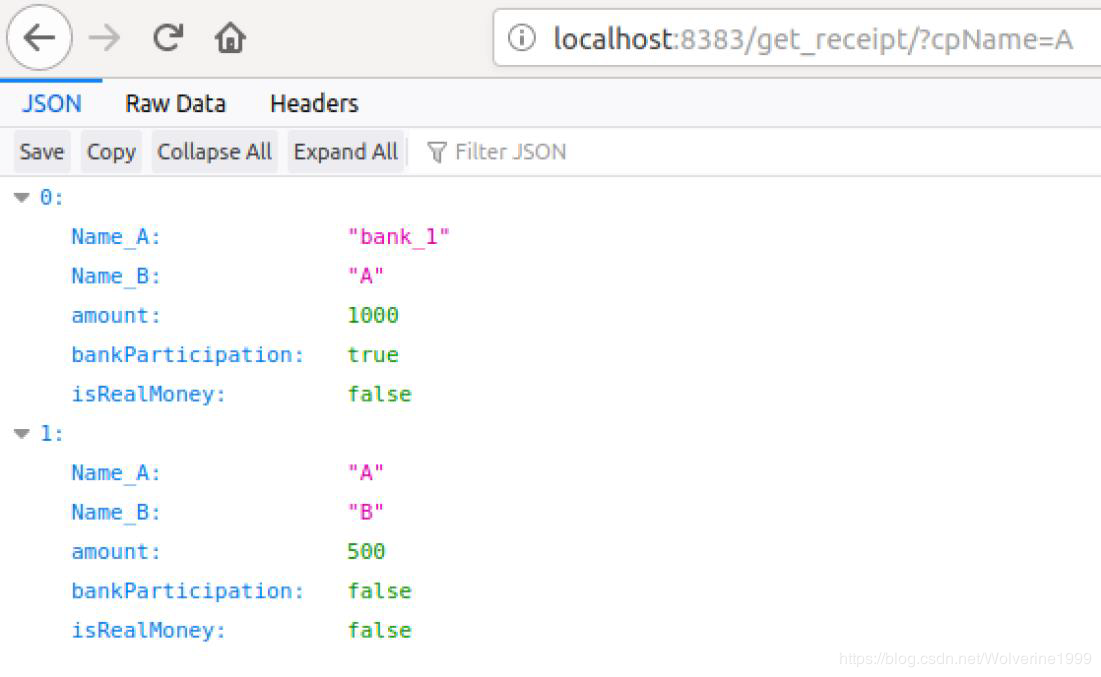 localhost:8383/get_receipt/?cpName=A
JSON Raw Data Headers
Save Copy Collapse All Expand All Filter JSON
0:
Name_A: "bank_1"
Name_B: "A"
amount: 1000
bankParticipation: true
isRealMoney: false
1:
Name_A: "A"
Name_B: "B"
amount: 500
bankParticipation: false
isRealMoney: false
https://blog.csdn.net/Wolverine1999